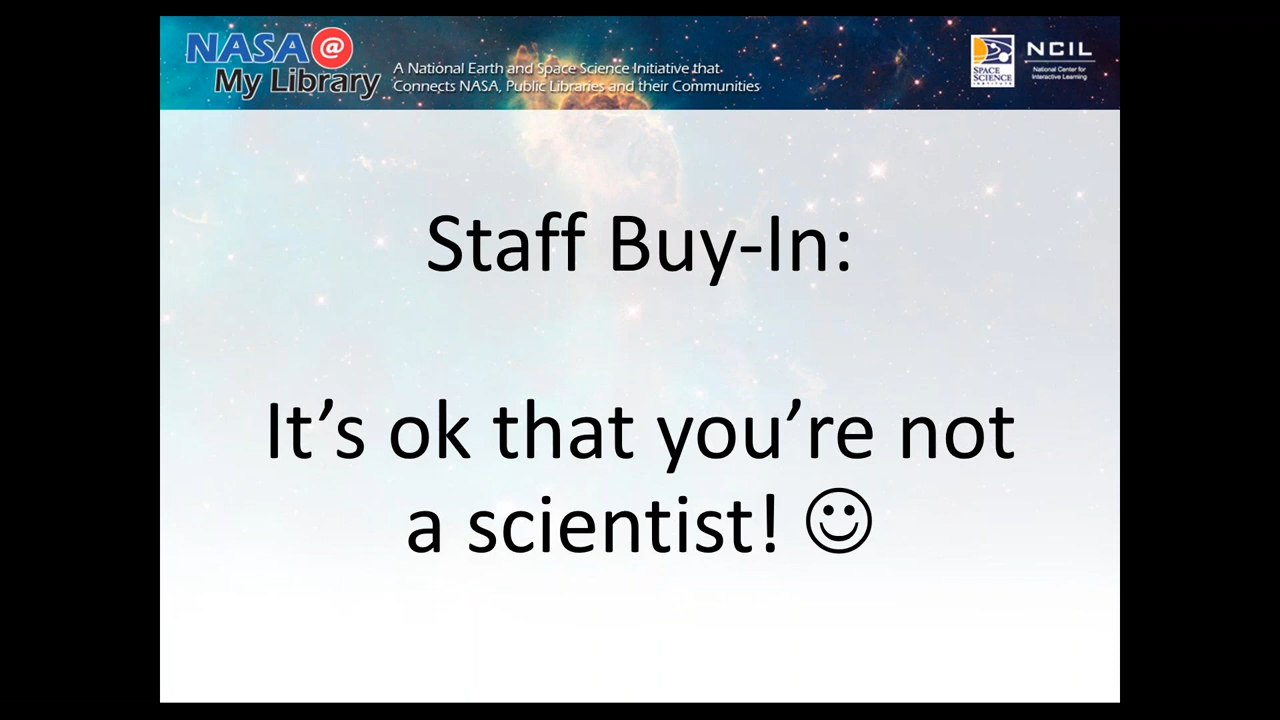 NASA@
My Library
A National Earth and Space Science Initiative that
Connects NASA, Public Libraries and their Communities
SPACE
SCIENCE
INSTITUTE
NCIL
National Center for
Interactive Learning
Staff Buy-In:
It’s ok that you’re not
a scientist! ☺